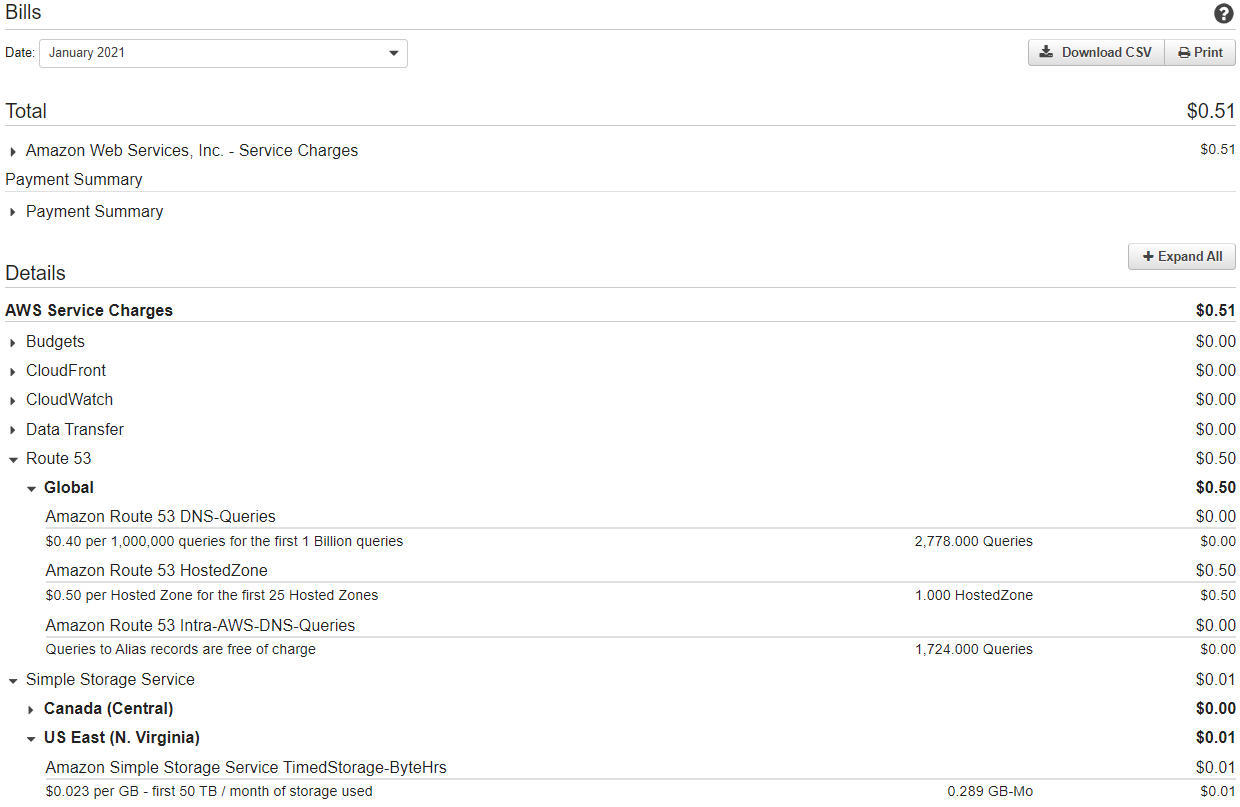 Bills
Date: January 2021
Download CSV Print
Total $0.51
Amazon Web Services, Inc. - Service Charges $0.51
Payment Summary
Payment Summary
Expand All
Details
AWS Service Charges $0.51
Budgets $0.00
CloudFront $0.00
CloudWatch $0.00
Data Transfer $0.00
Route 53 $0.50
Global $0.50
Amazon Route 53 DNS-Queries $0.00
$0.40 per 1,000,000 queries for the first 1 Billion queries 2,778.000 Queries $0.00
Amazon Route 53 HostedZone $0.50
$0.50 per Hosted Zone for the first 25 Hosted Zones 1.000 HostedZone $0.50
Amazon Route 53 Intra-AWS-DNS-Queries $0.00
Queries to Alias records are free of charge 1,724.000 Queries $0.00
Simple Storage Service $0.01
Canada (Central) $0.00
US East (N. Virginia) $0.01
Amazon Simple Storage Service TimedStorage-ByteHrs $0.01
$0.023 per GB - first 50 TB / month of storage used 0.289 GB-Mo $0.01